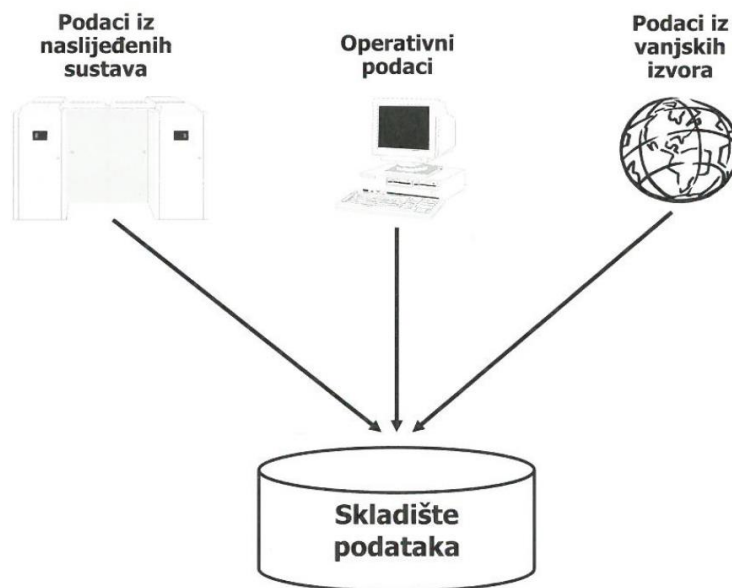 Podaci iz
naslijeđenih
sustava
Operativni
podaci
Podaci iz
vanjskih
izvora
Skladište
podataka